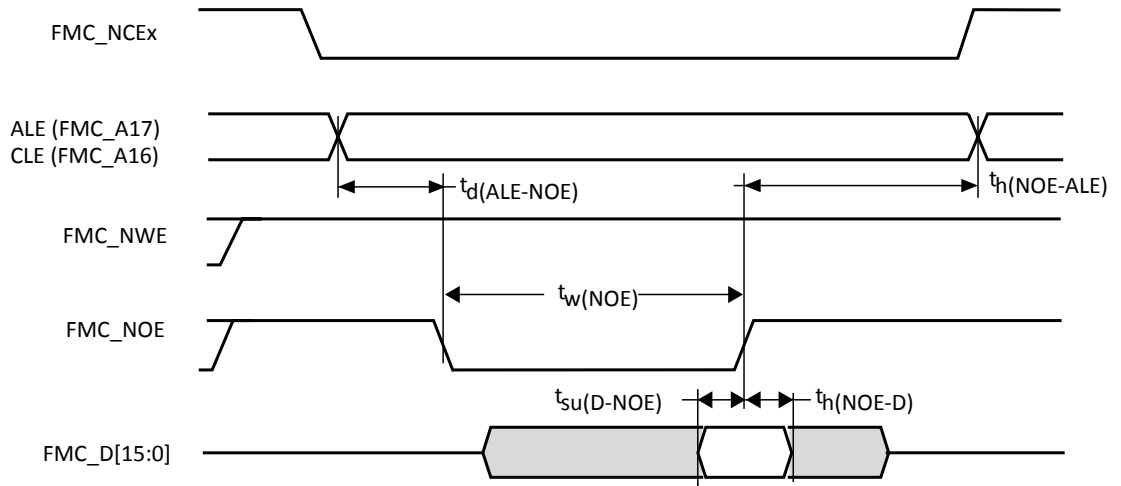 FMC_NCEx
ALE (FMC_A17)
CLE (FMC_A16)
td(ALE-NOE)
th(NOE-ALE)
FMC_NWE
tw(NOE)
FMC_NOE
tsu(D-NOE)
th(NOE-D)
FMC_D[15:0]